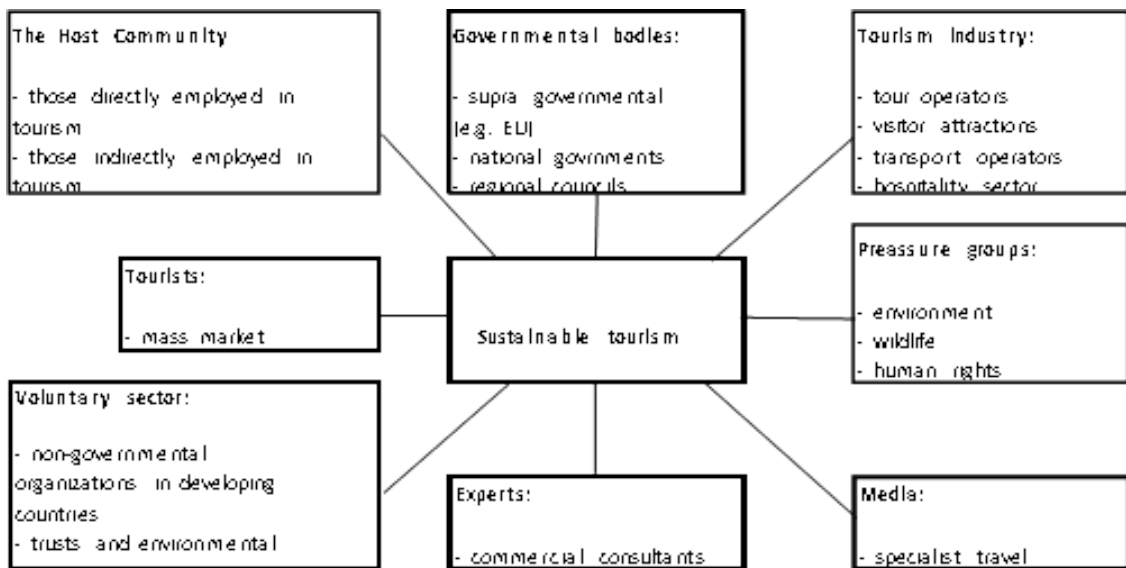 The Host Community
- those directly employed in
tourism
- those indirectly employed in
tourism
Governmental bodies:
- supra governmental
(e.g. EU)
- national govrnments
- regional councils
Tourism Industry:
- tour operators
- visitor attractions
- transport operators
- hospitality sector
Tourists:
- mass market
Sustainable tourism
Preassure groups:
- environment
- wildlife
- human rights
Voluntary sector:
- non-governmental
organizations in developing
countries
- trusts and environmental
Experts:
- commercial consultants
Media:
- specialist travel